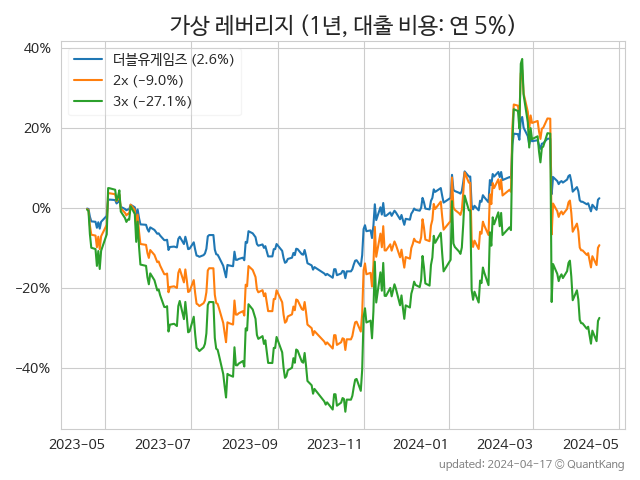 가상 레버리지 (1년, 대출 비용: 연 5%)
더블유게임즈 (2.6%)
2x (−9.0%)
3x (−27.1%)
40%
20%
0%
−20%
−40%
2023-05 2023-07 2023-09 2023-11 2024-01 2024-03 2024-05
updated: 2024-04-17 © QuantKang